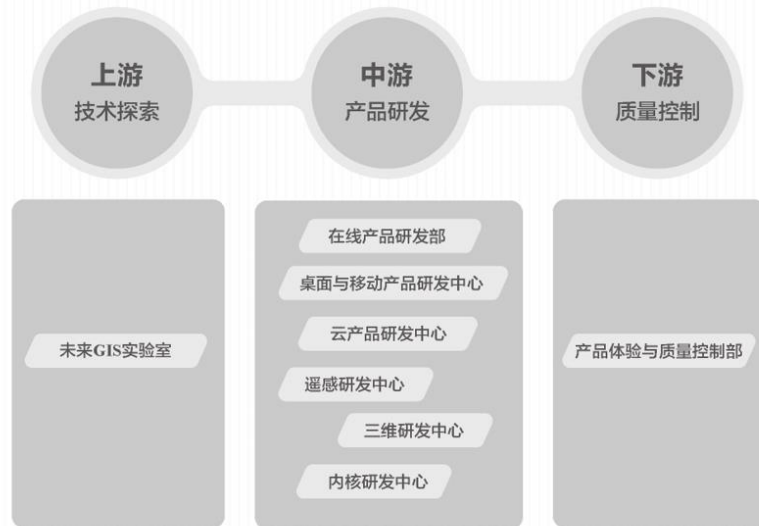 上游
技术探索
中游
产品研发
下游
质量控制
未来GIS实验室
在线产品研发部
桌面与移动产品研发中心
云产品研发中心
遥感研发中心
三维研发中心
内核研发中心
产品体验与质量控制部